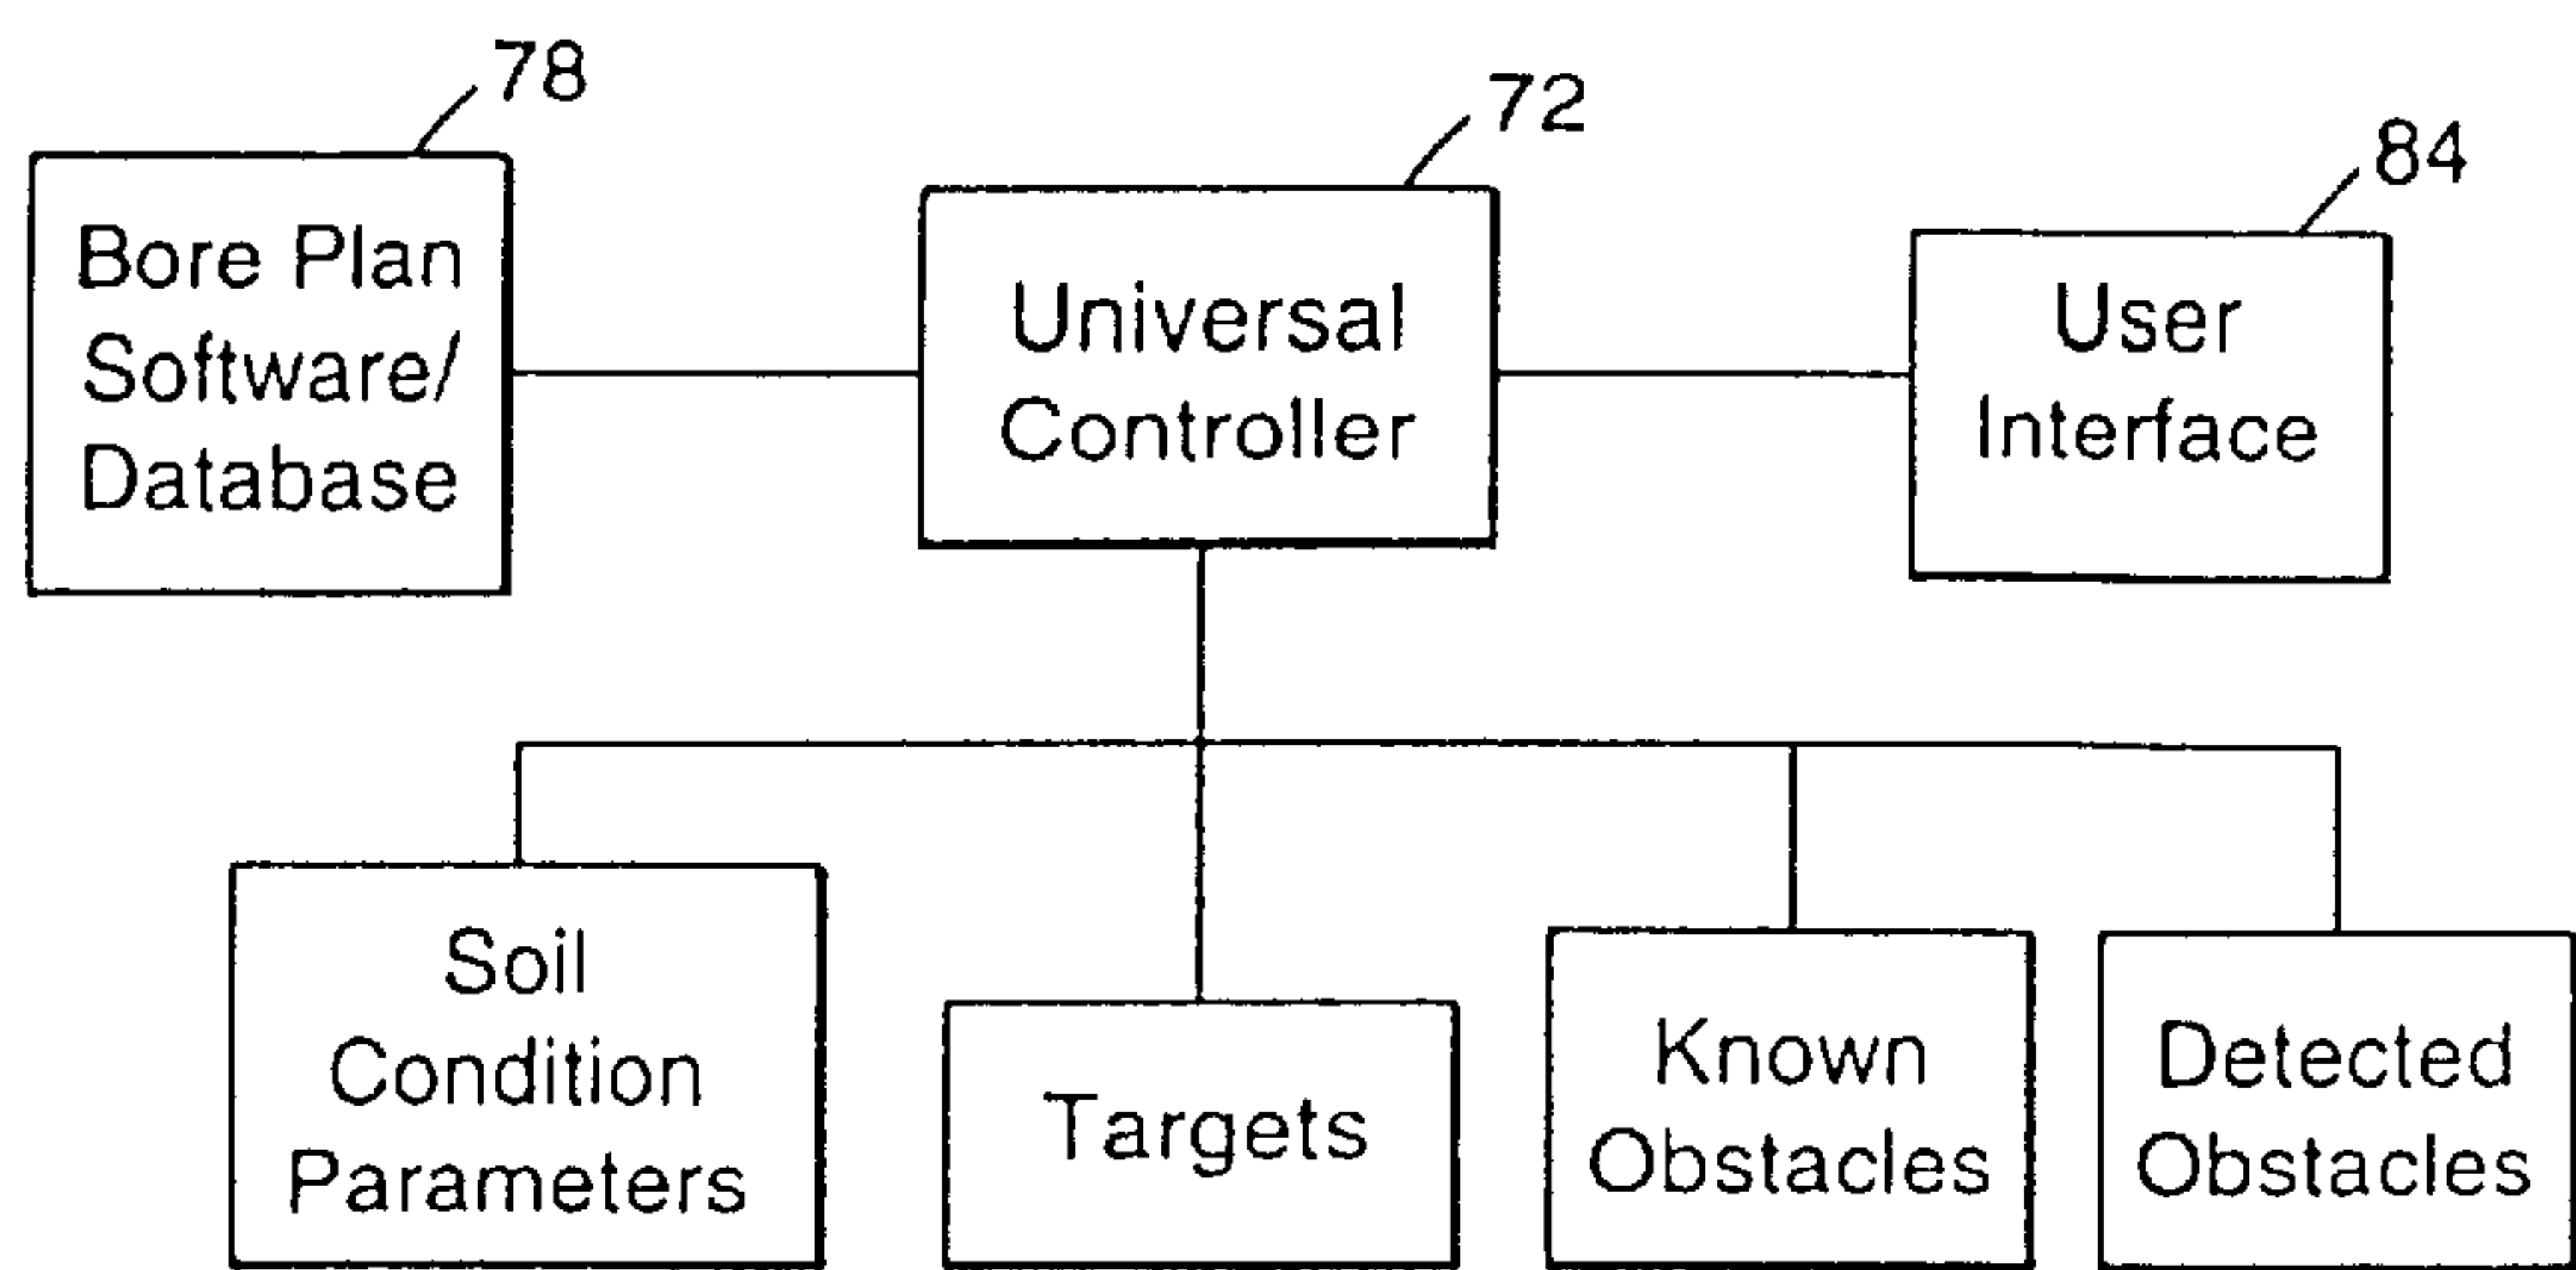 78
72
84
Bore Plan
Software/
Database
Universal
Controller
User
Interface
Soil
Condition
Parameters
Targets
Known
Obstacles
Detected
Obstacles